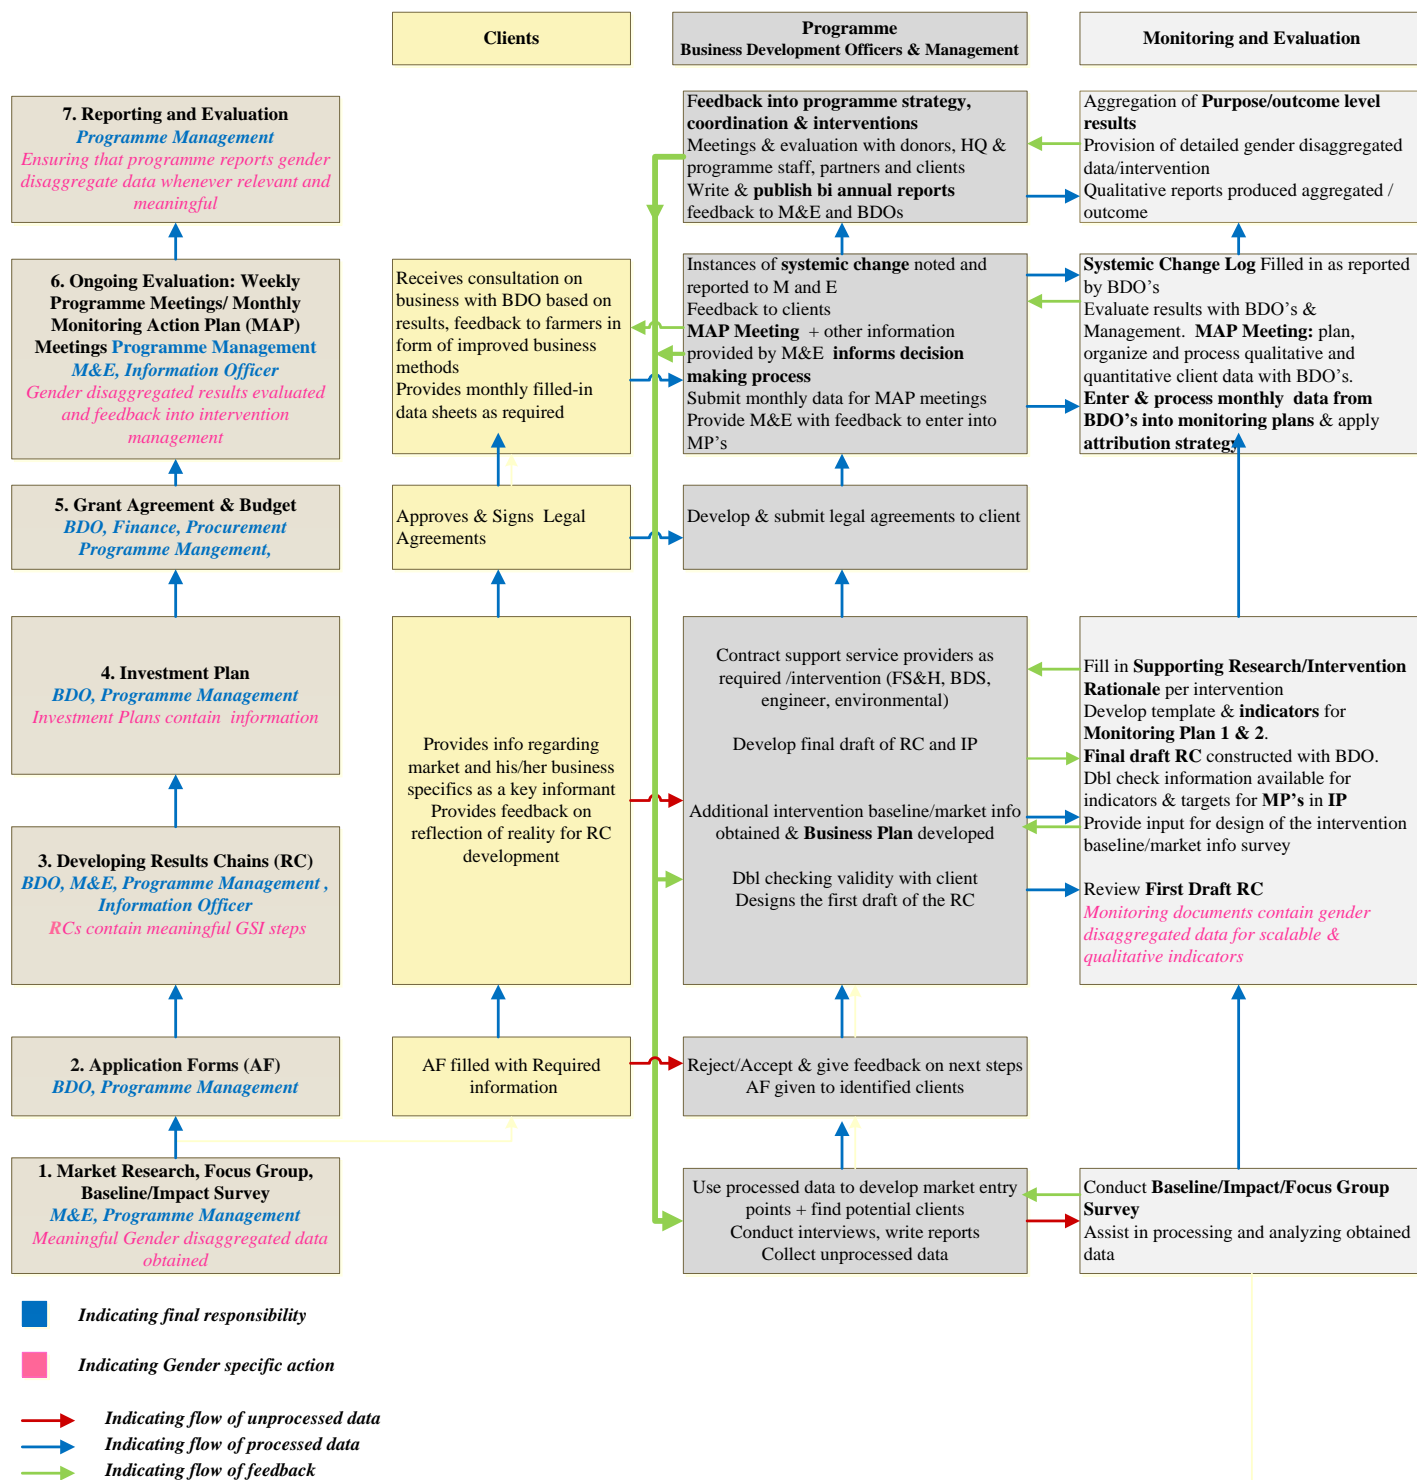 Clients
Programme
Business Development Officers & Management
Monitoring and Evaluation
7. Reporting and Evaluation
Programme Management
Ensuring that programme reports gender
disaggregate data whenever relevant and
meaningful
Feedback into programme strategy,
coordination & interventions
Meetings & evaluation with donors, HQ &
programme staff, partners and clients
Write & publish bi annual reports
feedback to M&E and BDOs
Aggregation of Purpose/outcome level
results
Provision of detailed gender disaggregated
data/intervention
Qualitative reports produced aggregated /
outcome
6. Ongoing Evaluation: Weekly
Programme Meetings/ Monthly
Monitoring Action Plan (MAP)
Meetings Programme Management
M&E, Information Officer
Gender disaggregated results evaluated
and feedback into intervention
management
Receives consultation on
business with BDO based on
results, feedback to farmers in
form of improved business
methods
Provides monthly filled-in
data sheets as required
Instances of systemic change noted and
reported to M and E
Feedback to clients
MAP Meeting + other information
provided by M&E informs decision
making process
Submit monthly data for MAP meetings
Provide M&E with feedback to enter into
MP's
Systemic Change Log Filled in as reported
by BDO's
Evaluate results with BDO's &
Management. MAP Meeting: plan,
organize and process qualitative and
quantitative client data with BDO's.
Enter & process monthly data from
BDO's into monitoring plans & apply
attribution strategy
5. Grant Agreement & Budget
BDO, Finance, Procurement
Programme Mangement,
Approves & Signs Legal
Agreements
Develop & submit legal agreements to client
4. Investment Plan
BDO, Programme Management
Investment Plans contain information
3. Developing Results Chains (RC)
BDO, M&E, Programme Management ,
Information Officer
RCs contain meaningful GSI steps
Provides info regarding
market and his/her business
specifics as a key informant
Provides feedback on
reflection of reality for RC
development
Contract support service providers as
required /intervention (FS&H, BDS,
engineer, environmental)
Develop final draft of RC and IP
Additional intervention baseline/market info
obtained & Business Plan developed
Dbl checking validity with client
Designs the first draft of the RC
Fill in Supporting Research/Intervention
Rationale per intervention
Develop template & indicators for
Monitoring Plan 1 & 2.
Final draft RC constructed with BDO.
Dbl check information available for
indicators & targets for MP's in IP
Provide input for design of the intervention
baseline/market info survey
Review First Draft RC
Monitoring documents contain gender
disaggregated data for scalable &
qualitative indicators
2. Application Forms (AF)
BDO, Programme Management
AF filled with Required
information
Reject/Accept & give feedback on next steps
AF given to identified clients
1. Market Research, Focus Group,
Baseline/Impact Survey
M&E, Programme Management
Meaningful Gender disaggregated data
obtained
Use processed data to develop market entry
points + find potential clients
Conduct interviews, write reports
Collect unprocessed data
Conduct Baseline/Impact/Focus Group
Survey
Assist in processing and analyzing obtained
data
Indicating final responsibility
Indicating Gender specific action
Indicating flow of unprocessed data
Indicating flow of processed data
Indicating flow of feedback